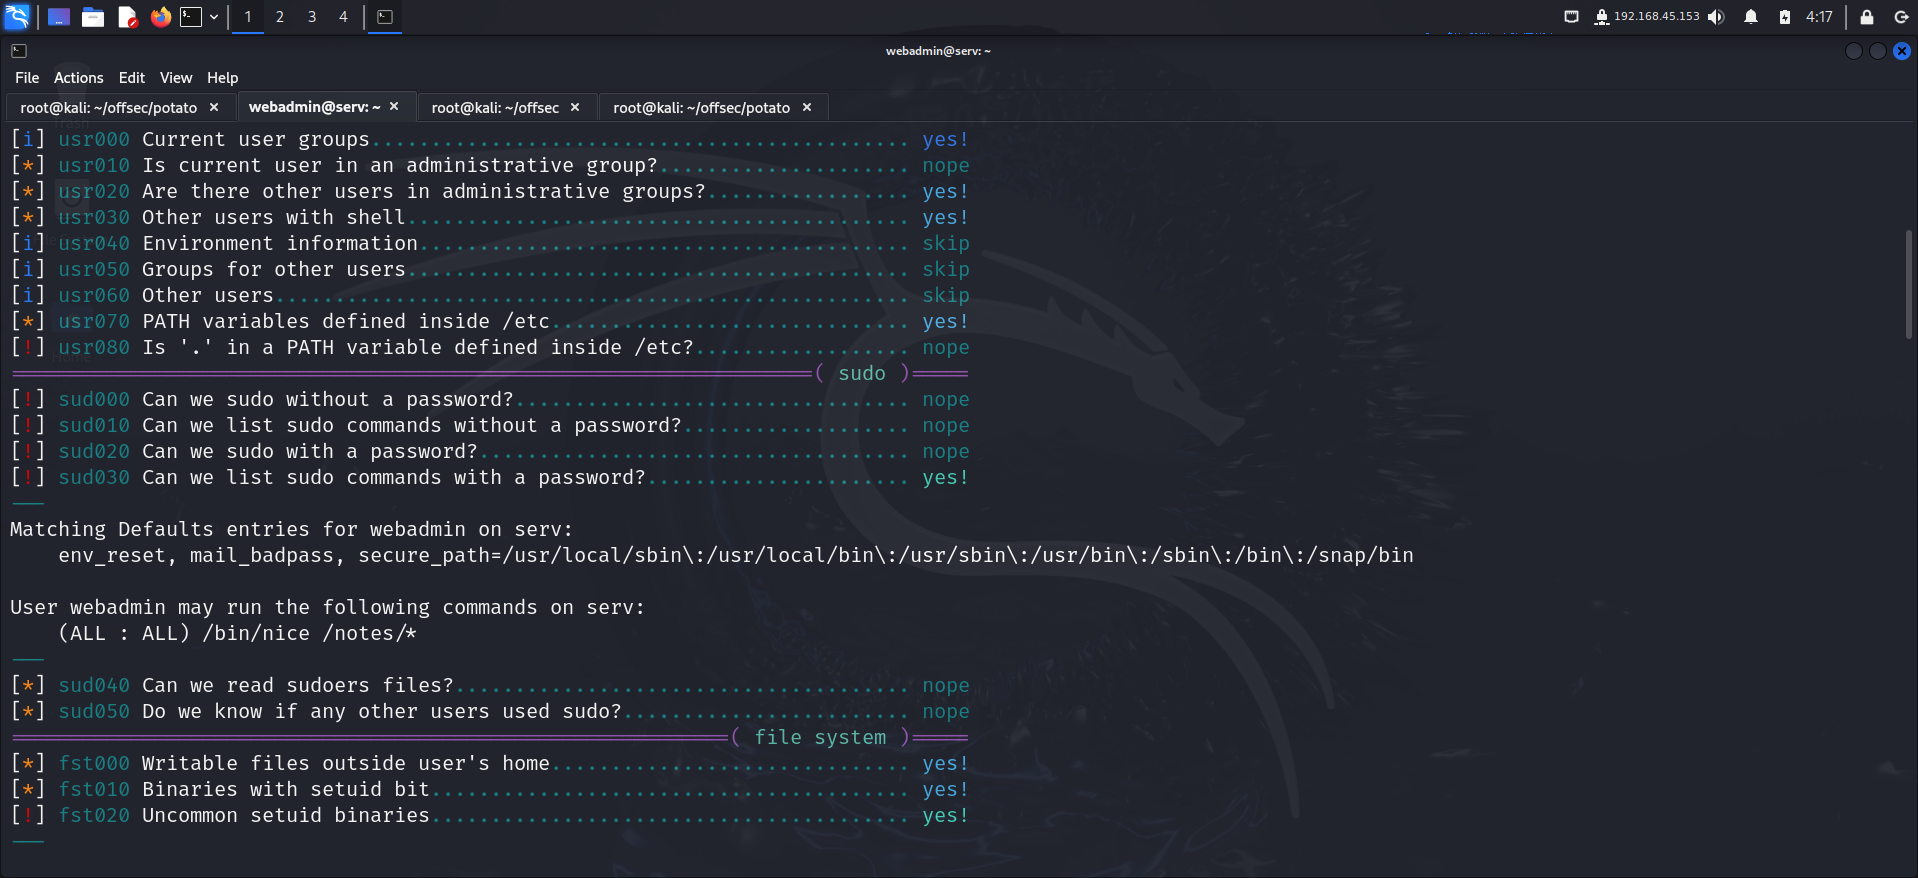 1 2 3 4 192.168.45.153 4:17
webadmin@serv: ~
File Actions Edit View Help
root@kali: ~/offsec/potato × webadmin@serv: ~ × root@kali: ~/offsec × root@kali: ~/offsec/potato ×
[i] usr000 Current user groups............................................. yes!
[*] usr010 Is current user in an administrative group?..................... nope
[*] usr020 Are there other users in administrative groups?................. yes!
[*] usr030 Other users with shell.......................................... yes!
[i] usr040 Environment information......................................... skip
[i] usr050 Groups for other users.......................................... skip
[i] usr060 Other users..................................................... skip
[*] usr070 PATH variables defined inside /etc.............................. yes!
[!] usr080 Is '.' in a PATH variable defined inside /etc?.................. nope
===================================================================( sudo )=====
[!] sud000 Can we sudo without a password?................................. nope
[!] sud010 Can we list sudo commands without a password?................... nope
[!] sud020 Can we sudo with a password?.................................... nope
[!] sud030 Can we list sudo commands with a password?...................... yes!
---
Matching Defaults entries for webadmin on serv:
env_reset, mail_badpass, secure_path=/usr/local/sbin\:/usr/local/bin\:/usr/sbin\:/usr/bin\:/sbin\:/bin\:/snap/bin
User webadmin may run the following commands on serv:
(ALL : ALL) /bin/nice /notes/*
---
[*] sud040 Can we read sudoers files?...................................... nope
[*] sud050 Do we know if any other users used sudo?........................ nope
============================================================( file system )=====
[*] fst000 Writable files outside user's home.............................. yes!
[*] fst010 Binaries with setuid bit........................................ yes!
[!] fst020 Uncommon setuid binaries........................................ yes!
---